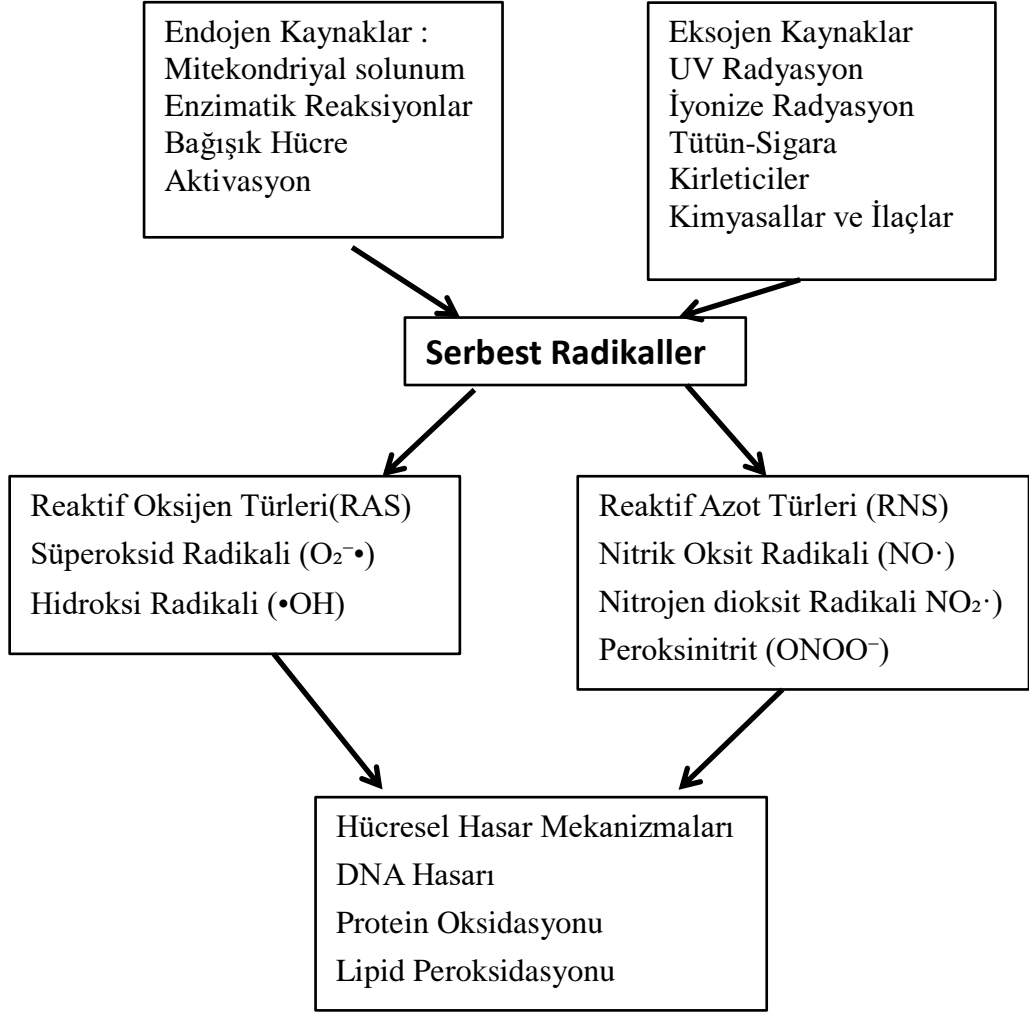 Endojen Kaynaklar :
Mitekondriyal solunum
Enzimatik Reaksiyonlar
Bağışık Hücre
Aktivasyon
Eksojen Kaynaklar
UV Radyasyon
İyonize Radyasyon
Tütün-Sigara
Kirleticiler
Kimyasallar ve İlaçlar
Serbest Radikaller
Reaktif Oksijen Türleri(RAS)
Süperoksid Radikali (O₂⁻•)
Hidroksi Radikali (•OH)
Reaktif Azot Türleri (RNS)
Nitrik Oksit Radikali (NO·)
Nitrojen dioksit Radikali NO₂·)
Peroksinitrit (ONOO⁻)
Hücresel Hasar Mekanizmaları
DNA Hasarı
Protein Oksidasyonu
Lipid Peroksidasyonu